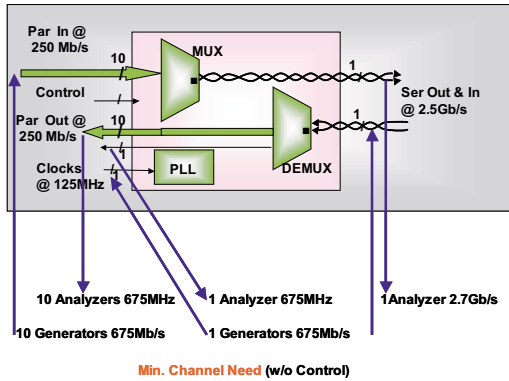 Par In @
250 Mb/s
10
MUX
1
Control
Ser Out & In
@ 2.5Gb/s
Par Out @
250 Mb/s
10
1
1
Clocks
@ 125MHz
1
PLL
DEMUX
10 Analyzers 675MHz
1 Analyzer 675MHz
1Analyzer 2.7Gb/s
10 Generators 675Mb/s
1 Generators 675Mb/s
Min. Channel Need (w/o Control)